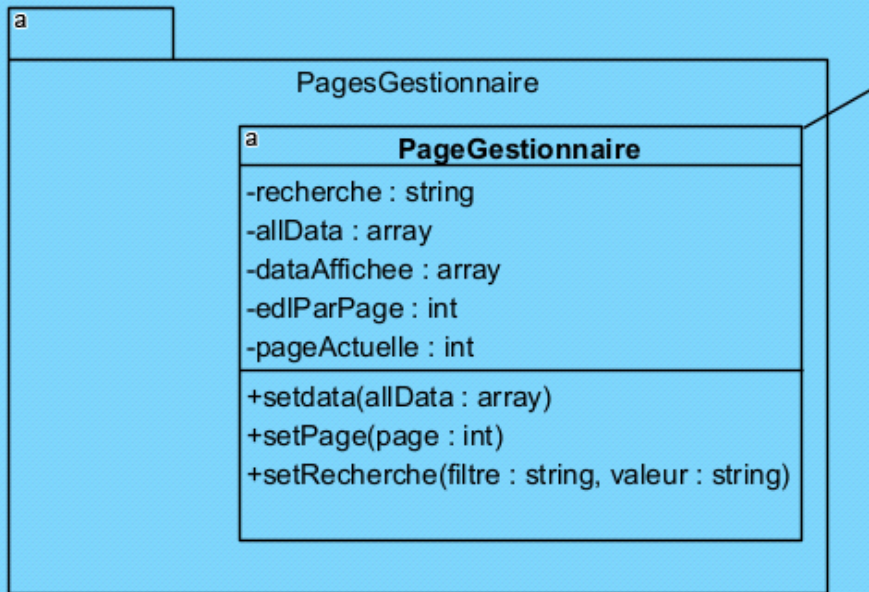 a
PagesGestionnaire
a
PageGestionnaire
-recherche : string
-allData : array
-dataAffichee : array
-edlParPage : int
-pageActuelle : int
+setdata(allData : array)
+setPage(page : int)
+setRecherche(filtre : string, valeur : string)